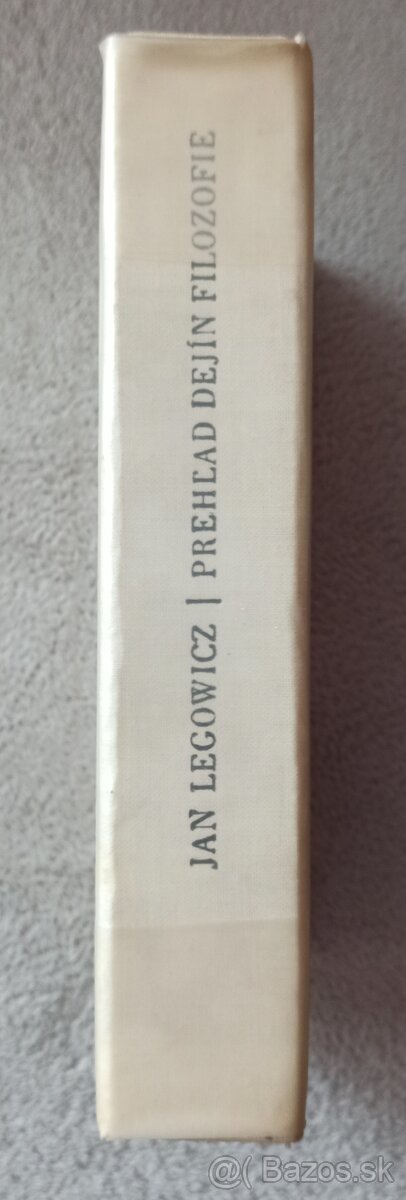 JAN LEGOWICZ | PREHĽAD DEJÍN FILOZOFIE
@( Bazos.sk